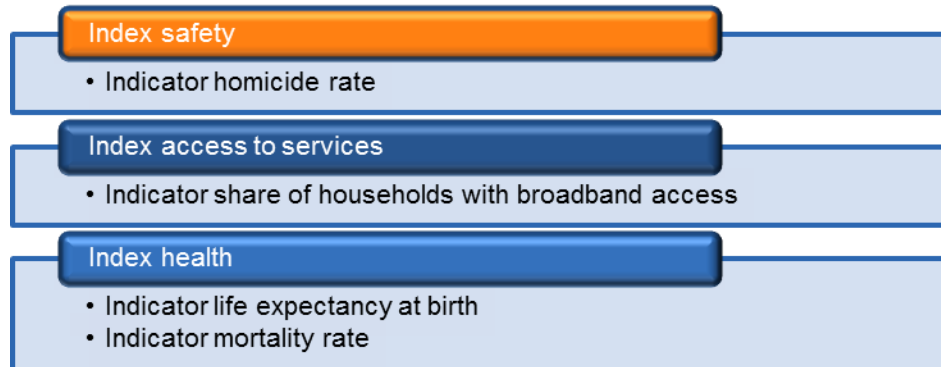 Index safety
• Indicator homicide rate
Index access to services
• Indicator share of households with broadband access
Index health
• Indicator life expectancy at birth
• Indicator mortality rate